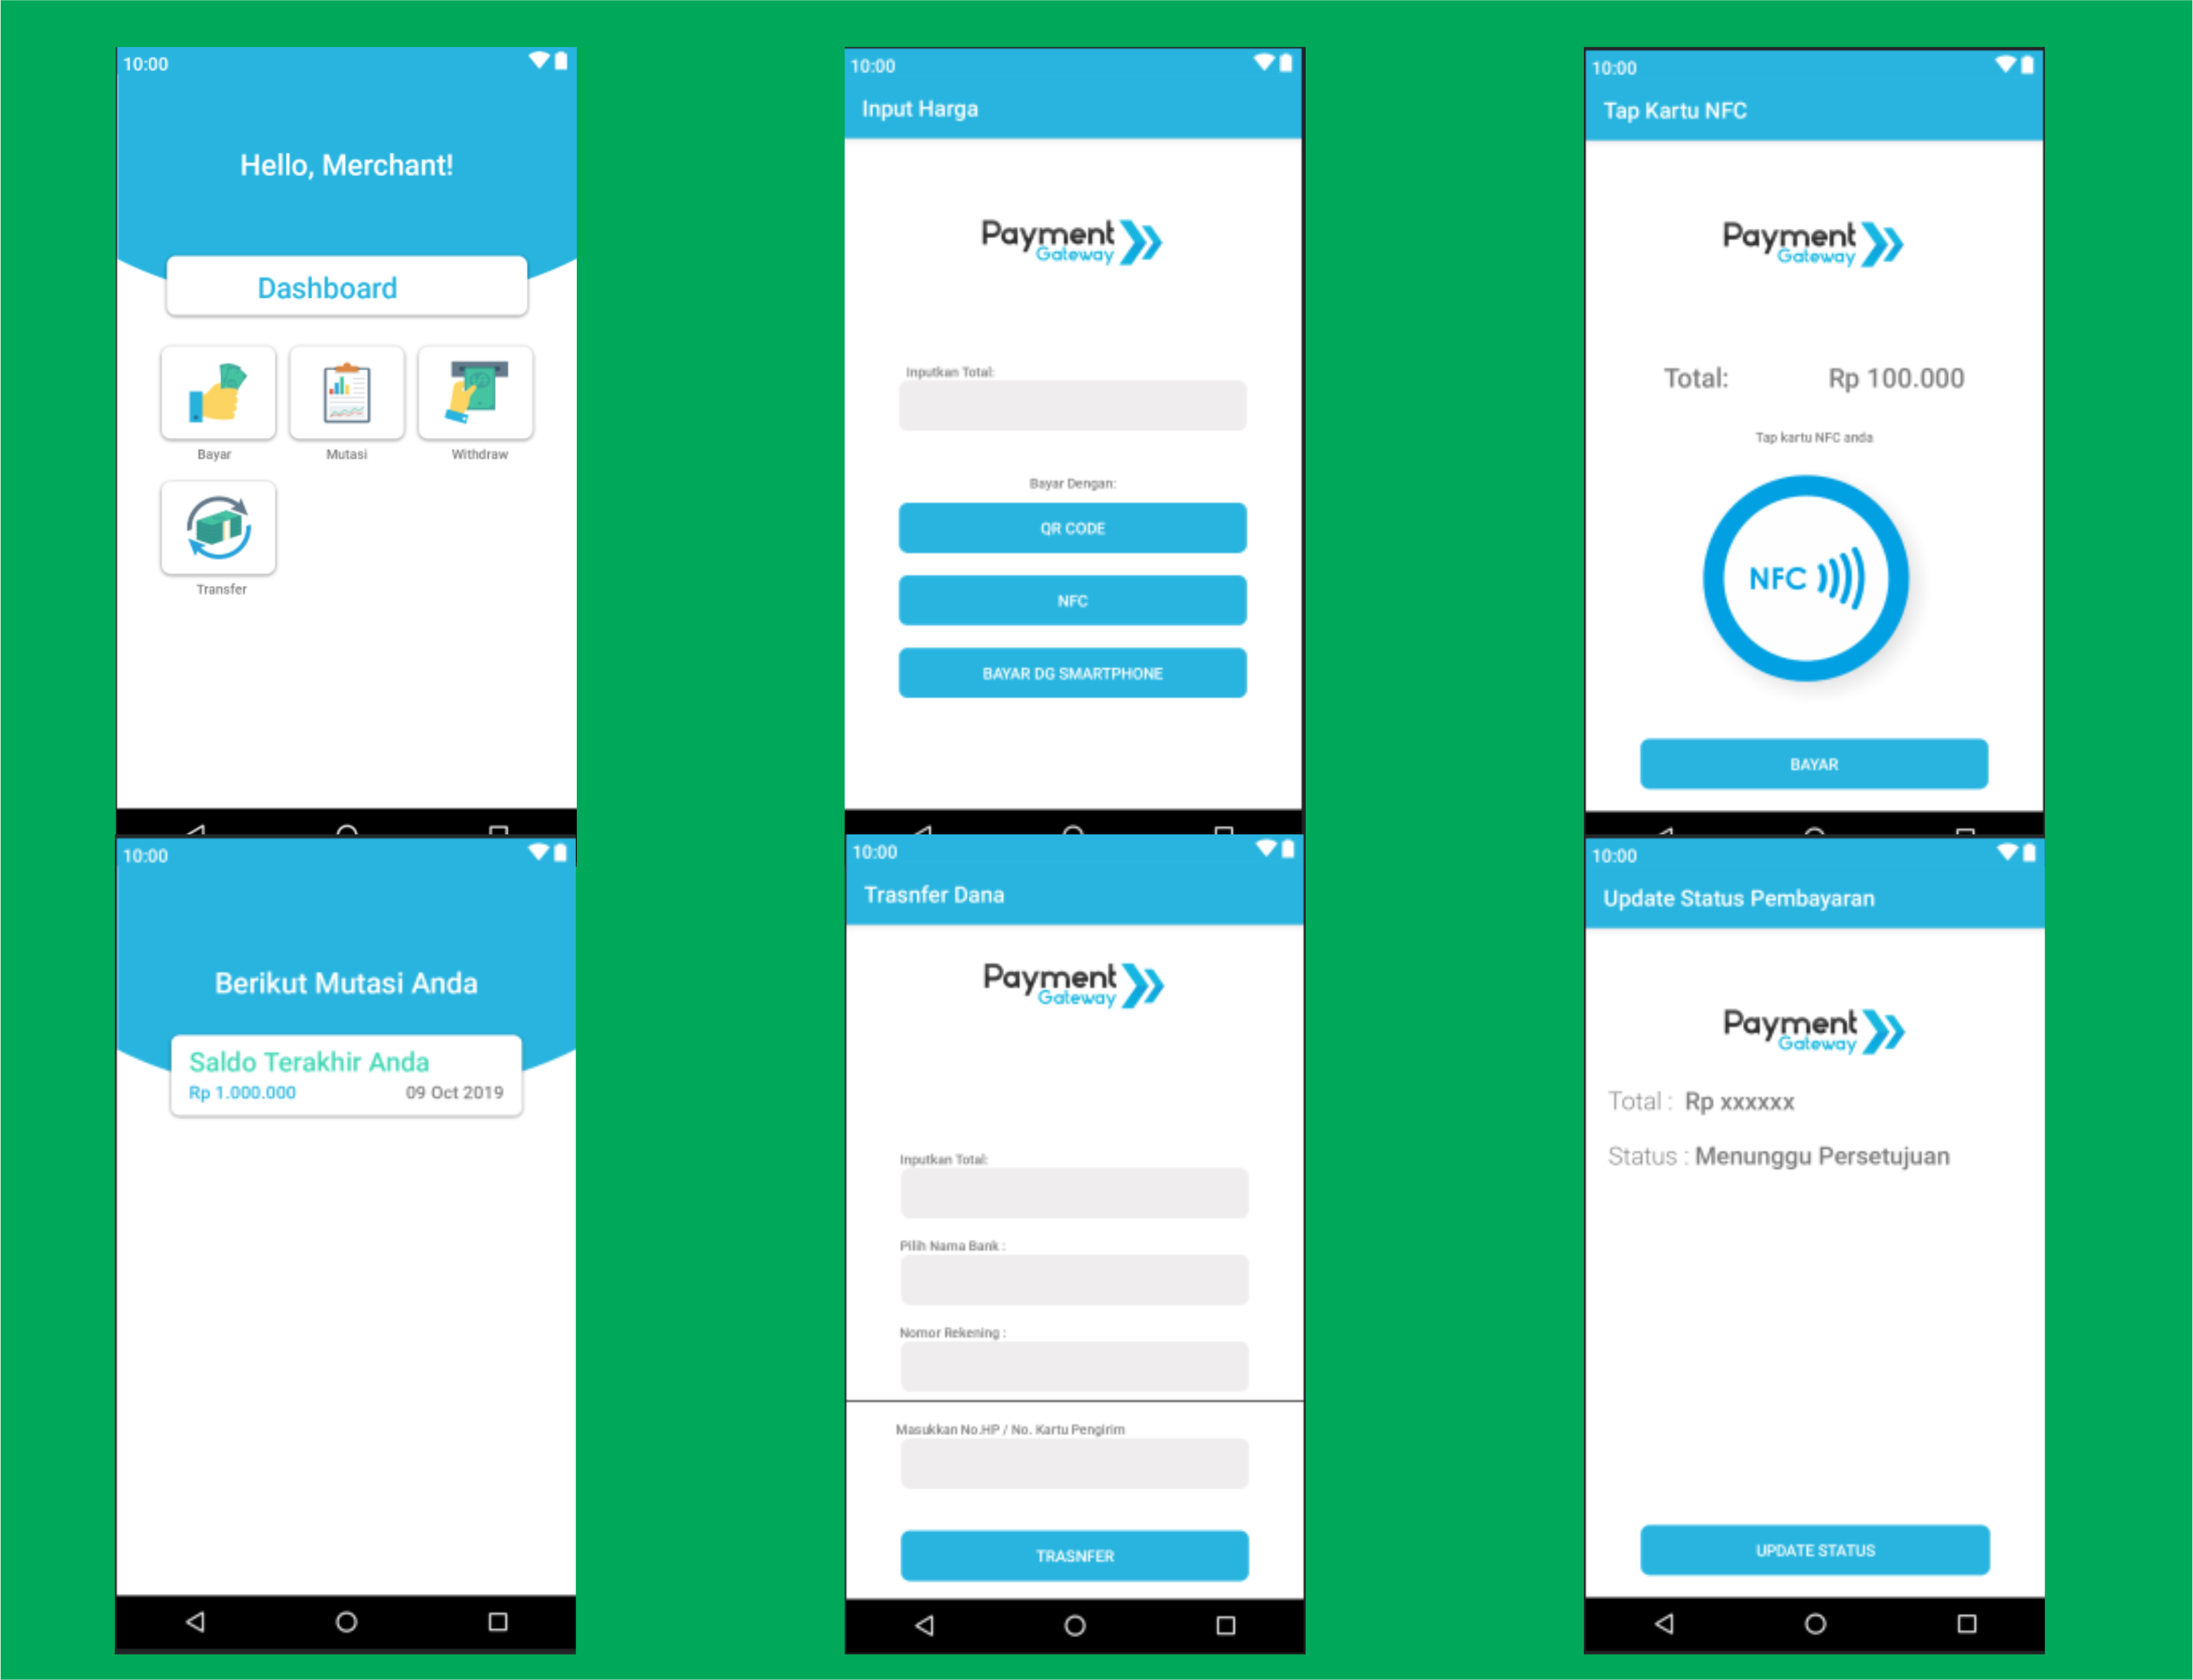 10:00
Hello, Merchant!
Dashboard
Bayar
Mutasi
Withdraw
Transfer
10:00
Input Harga
Payment
Gateway
Inputkan Total:
Bayar Dengan:
QR CODE
NFC
BAYAR DG SMARTPHONE
10:00
Tap Kartu NFC
Payment
Gateway
Total: Rp 100.000
Tap kartu NFC anda
NFC
BAYAR
10:00
Berikut Mutasi Anda
Saldo Terakhir Anda
Rp 1.000.000 09 Oct 2019
10:00
Trasnfer Dana
Payment
Gateway
Inputkan Total:
Pilih Nama Bank :
Nomor Rekening :
Masukkan No.HP / No. Kartu Pengirim
TRASNFER
10:00
Update Status Pembayaran
Payment
Gateway
Total : Rp xxxxxx
Status : Menunggu Persetujuan
UPDATE STATUS